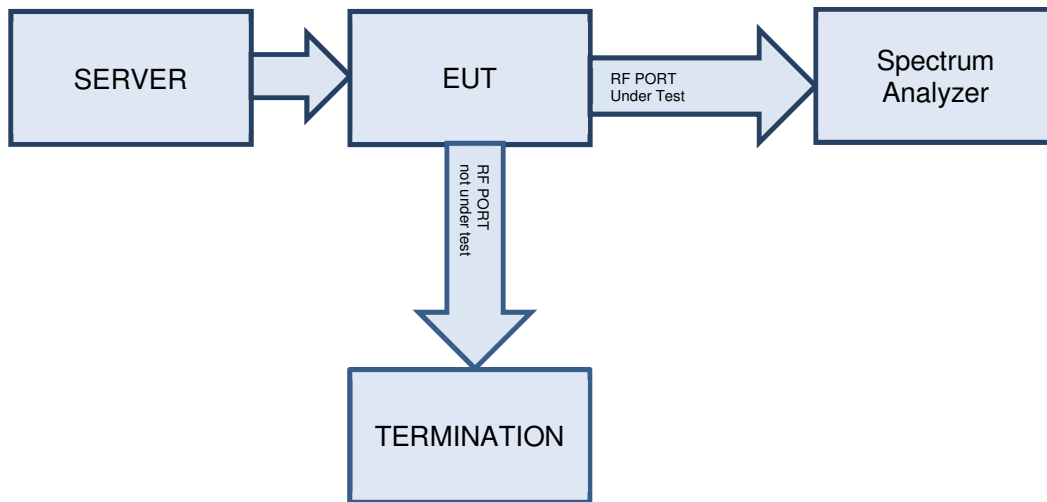 SERVER
EUT
RF PORT
Under Test
Spectrum
Analyzer
RF PORT
not under test
TERMINATION